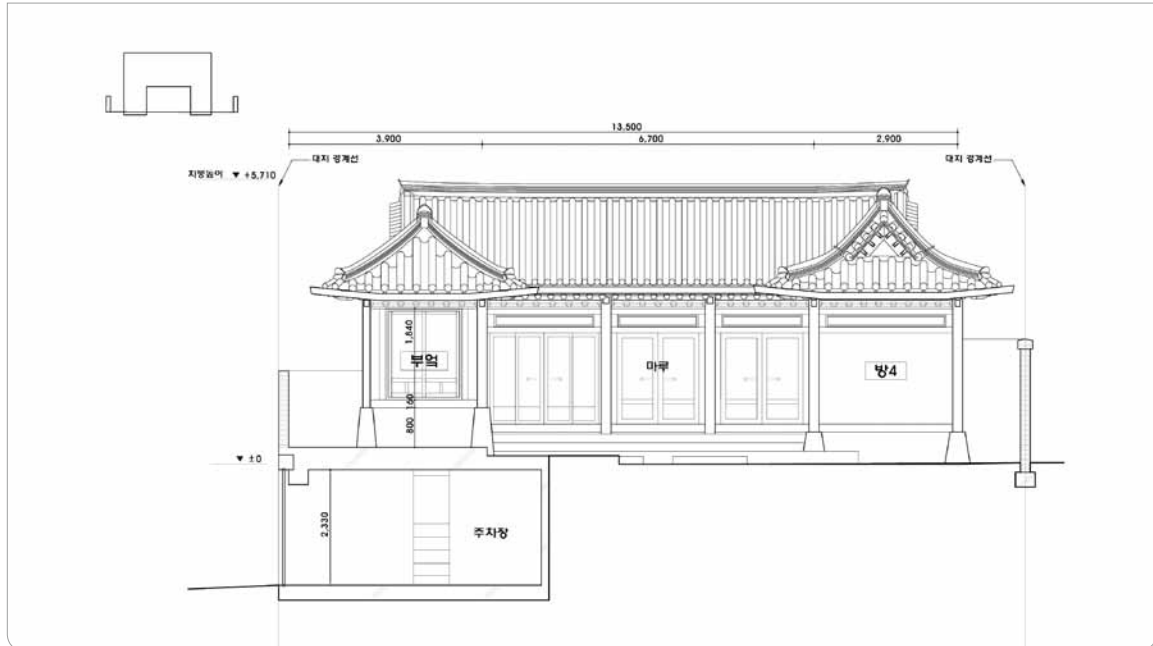 13,500
3,900 6,700 2,900
대지 경계선 대지 경계선
지붕높이 ▼ +5,710
1,840
부엌 마루 방4
160
800
▼ ±0
2,330
주차장